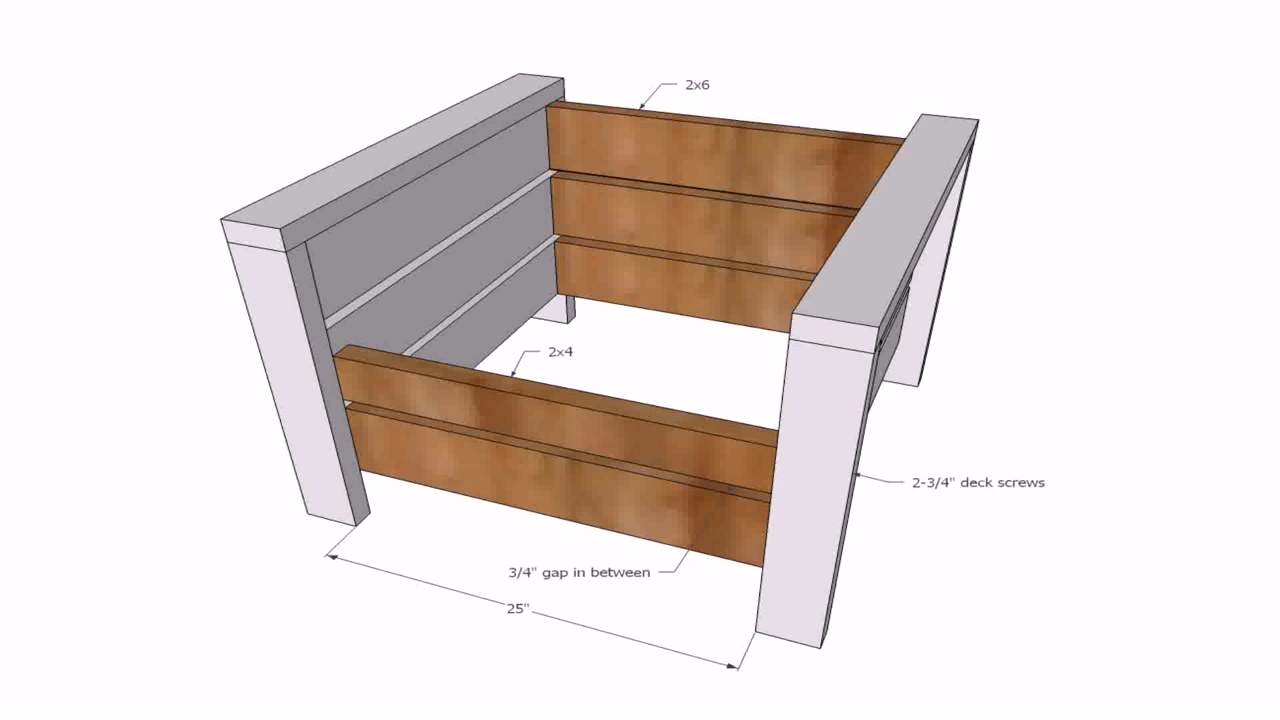 2x6
2x4
2-3/4" deck screws
3/4" gap in between
25"